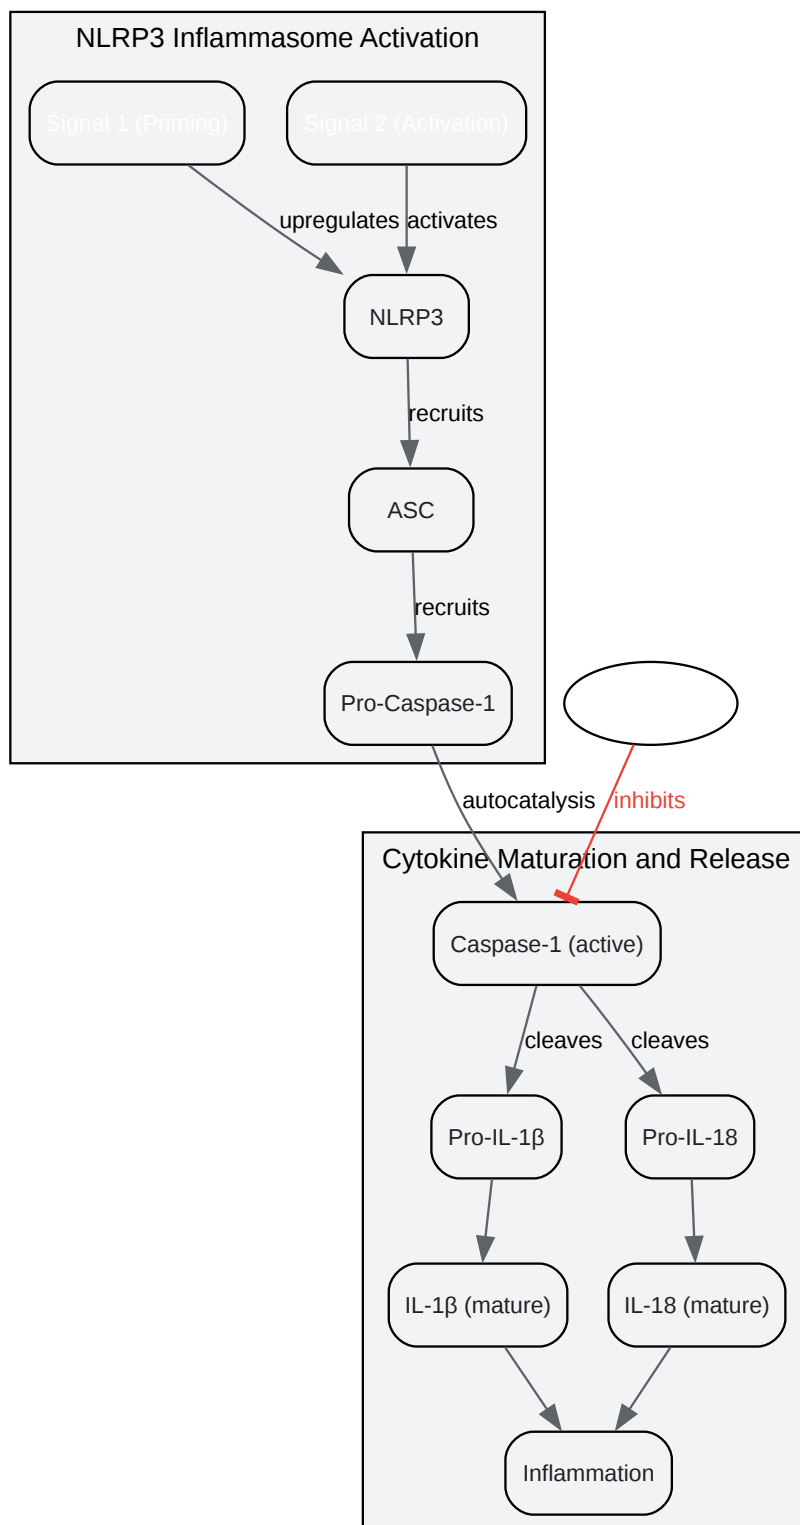 NLRP3 Inflammasome Activation
Signal 1 (Priming)
Signal 2 (Activation)
upregulates
activates
NLRP3
recruits
ASC
recruits
Pro-Caspase-1
autocatalysis
inhibits
Cytokine Maturation and Release
Caspase-1 (active)
cleaves
cleaves
Pro-IL-1β
Pro-IL-18
IL-1β (mature)
IL-18 (mature)
Inflammation